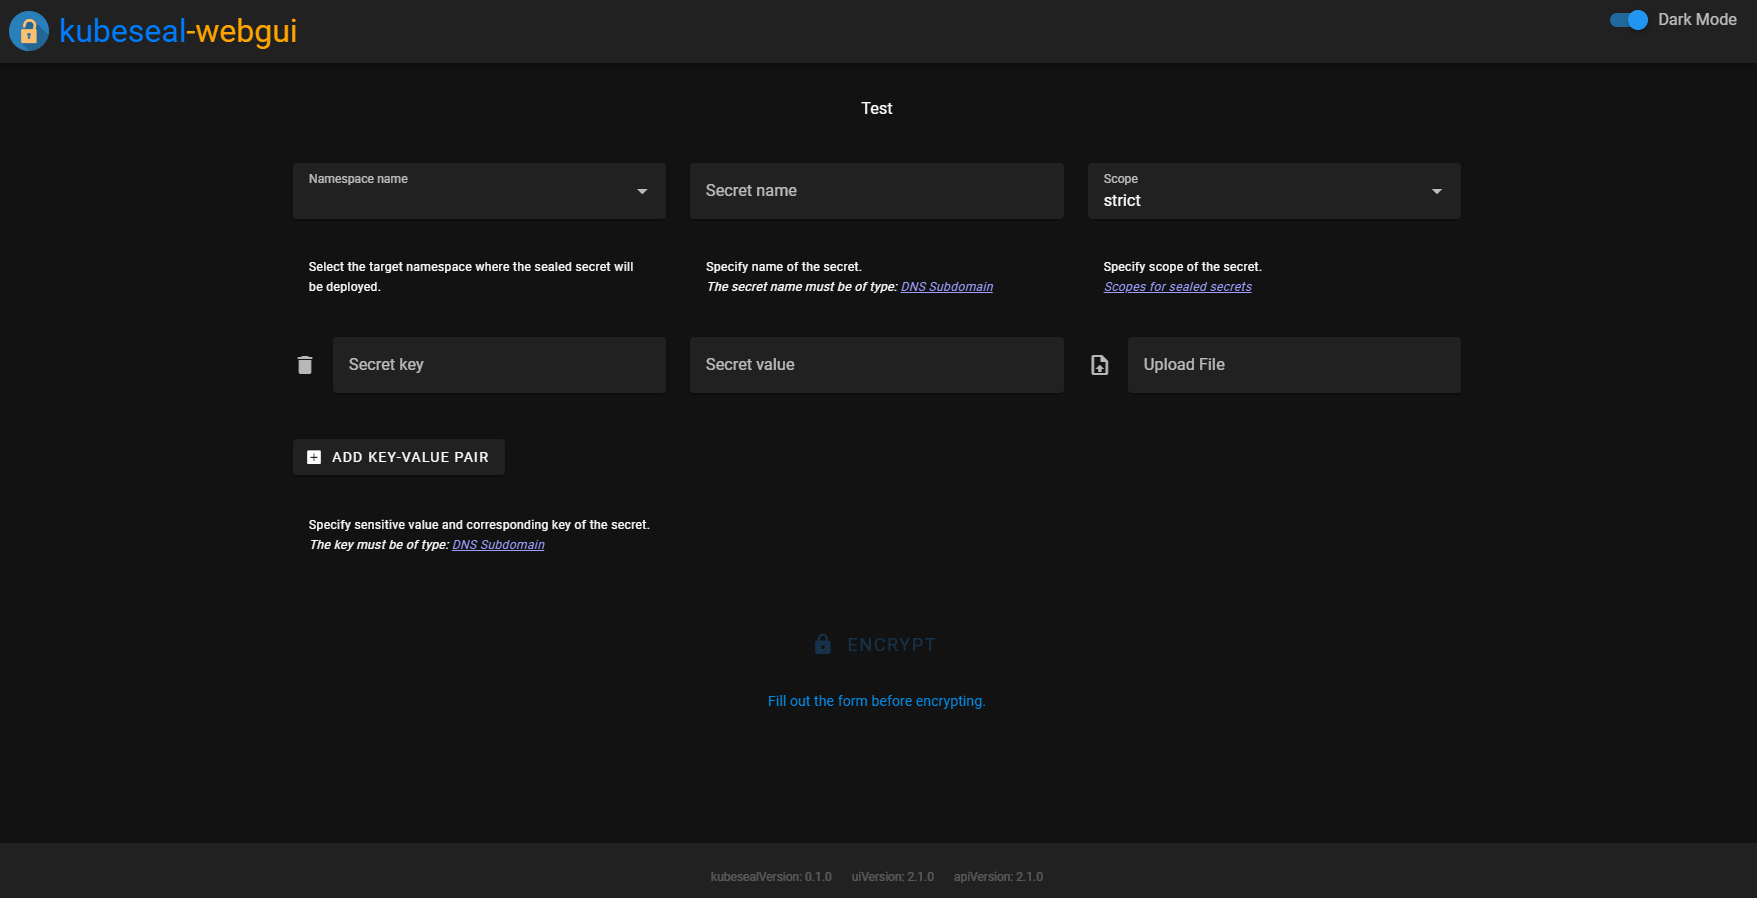 kubeseal-webgui
Dark Mode
Test
Namespace name
Secret name
Scope
strict
Select the target namespace where the sealed secret will
be deployed.
Specify name of the secret.
The secret name must be of type: DNS Subdomain
Specify scope of the secret.
Scopes for sealed secrets
Secret key
Secret value
Upload File
ADD KEY-VALUE PAIR
Specify sensitive value and corresponding key of the secret.
The key must be of type: DNS Subdomain
ENCRYPT
Fill out the form before encrypting.
kubesealVersion: 0.1.0 uiVersion: 2.1.0 apiVersion: 2.1.0